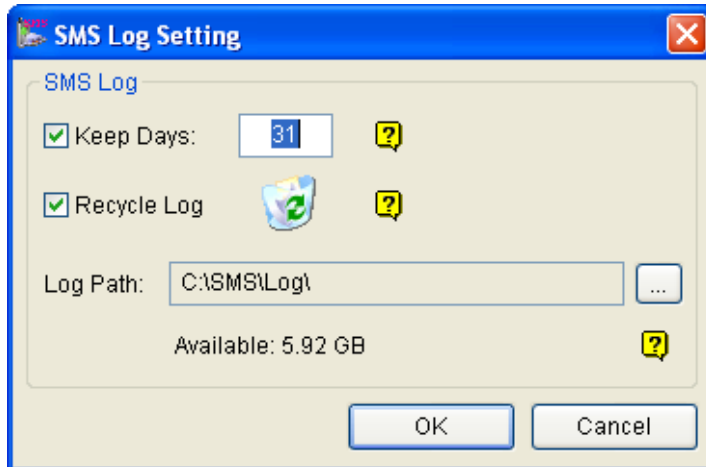 SMS Log Setting
SMS Log
Keep Days: 31 ?
Recycle Log ?
Log Path: C:\SMS\Log\ ...
Available: 5.92 GB ?
OK Cancel